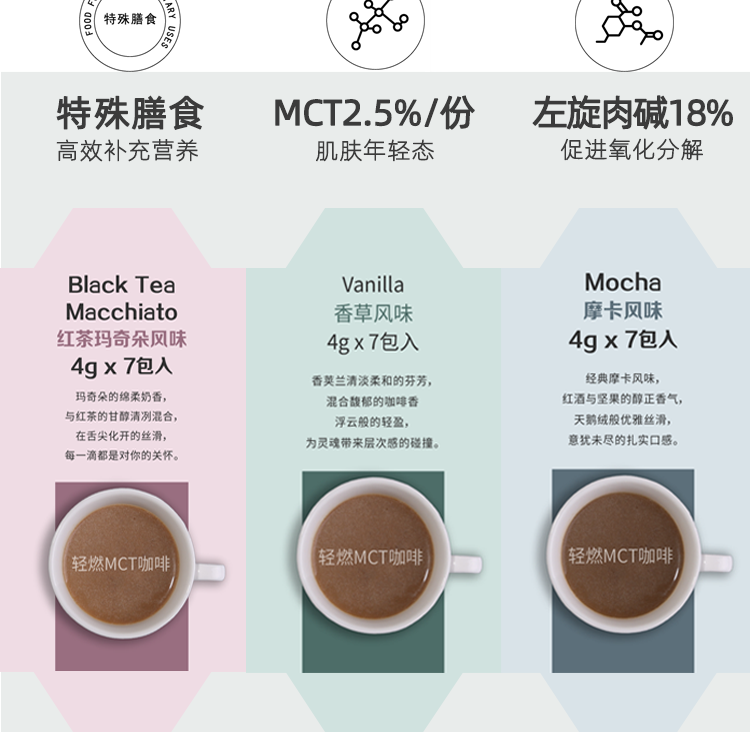 FOOD F
ARY USES
特殊膳食
特殊膳食
高效补充营养
MCT2.5%/份
肌肤年轻态
左旋肉碱18%
促进氧化分解
Black Tea
Macchiato
红茶玛奇朵风味
4g x 7包入
玛奇朵的绵柔奶香，
与红茶的甘醇清冽混合，
在舌尖化开的丝滑，
每一滴都是对你的关怀。
轻燃MCT咖啡
Vanilla
香草风味
4g x 7包入
香荚兰清淡柔和的芬芳，
混合馥郁的咖啡香
浮云般的轻盈，
为灵魂带来层次感的碰撞。
轻燃MCT咖啡
Mocha
摩卡风味
4g x 7包入
经典摩卡风味，
红酒与坚果的醇正香气，
天鹅绒般优雅丝滑，
意犹未尽的扎实口感。
轻燃MCT咖啡